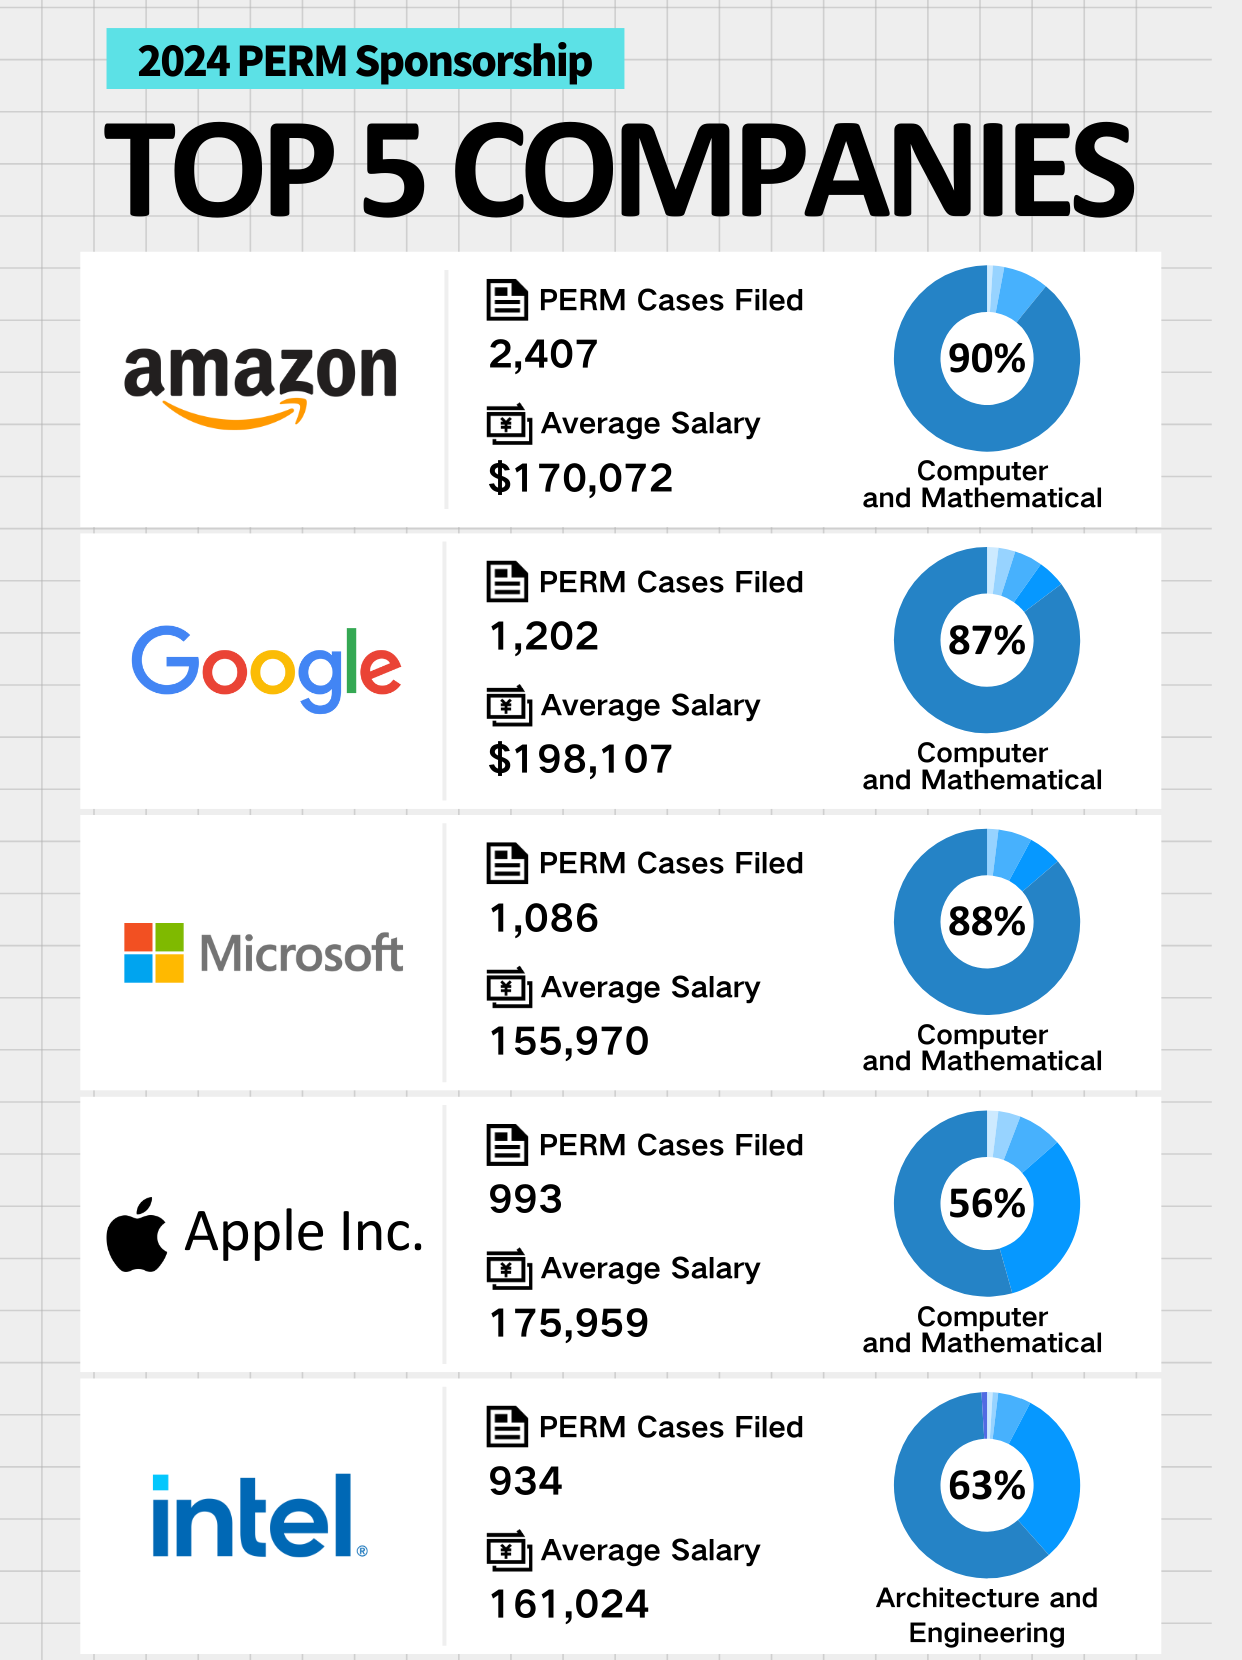 2024 PERM Sponsorship
TOP 5 COMPANIES
amazon
PERM Cases Filed
2,407
¥ Average Salary
$170,072
90%
Computer
and Mathematical
Google
PERM Cases Filed
1,202
¥ Average Salary
$198,107
87%
Computer
and Mathematical
Microsoft
PERM Cases Filed
1,086
¥ Average Salary
155,970
88%
Computer
and Mathematical
Apple Inc.
PERM Cases Filed
993
¥ Average Salary
175,959
56%
Computer
and Mathematical
intel®
PERM Cases Filed
934
¥ Average Salary
161,024
63%
Architecture and
Engineering